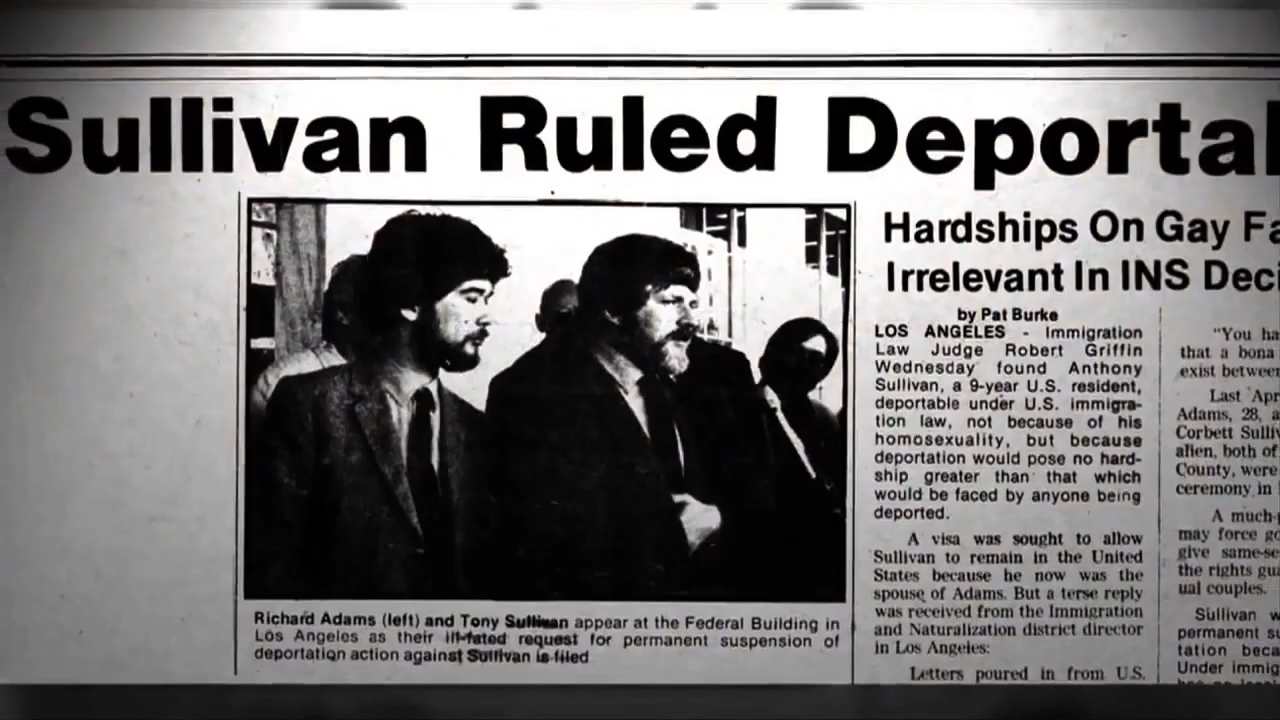 Sullivan Ruled Deportal
Hardships On Gay Fa
Irrelevant In INS Deci
by Pat Burke
LOS ANGELES - Immigration
Law Judge Robert Griffin
Wednesday found Anthony
Sullivan, a 9-year U.S. resident,
deportable under U.S. immigra-
tion law, not because of his
homosexuality, but because
deportation would pose no hard-
ship greater than that which
would be faced by anyone being
deported.
A visa was sought to allow
Sullivan to remain in the United
States because he now was the
spouse of Adams. But a terse reply
was received from the Immigration
and Naturalization district director
in Los Angeles:
Letters poured in from U.S.
"You ha
that a bona
exist between
Last Apr
Adams, 28, a
Corbett Sulliv
alien, both of
County, were
ceremony in
A much-p
may force go
give same-se
the rights gua
ual couples.
Sullivan w
permanent su
tation beca
Under immig
Richard Adams (left) and Tony Sullivan appear at the Federal Building in
Los Angeles as their ill-fated request for permanent suspension of
deportation action against Sullivan is filed